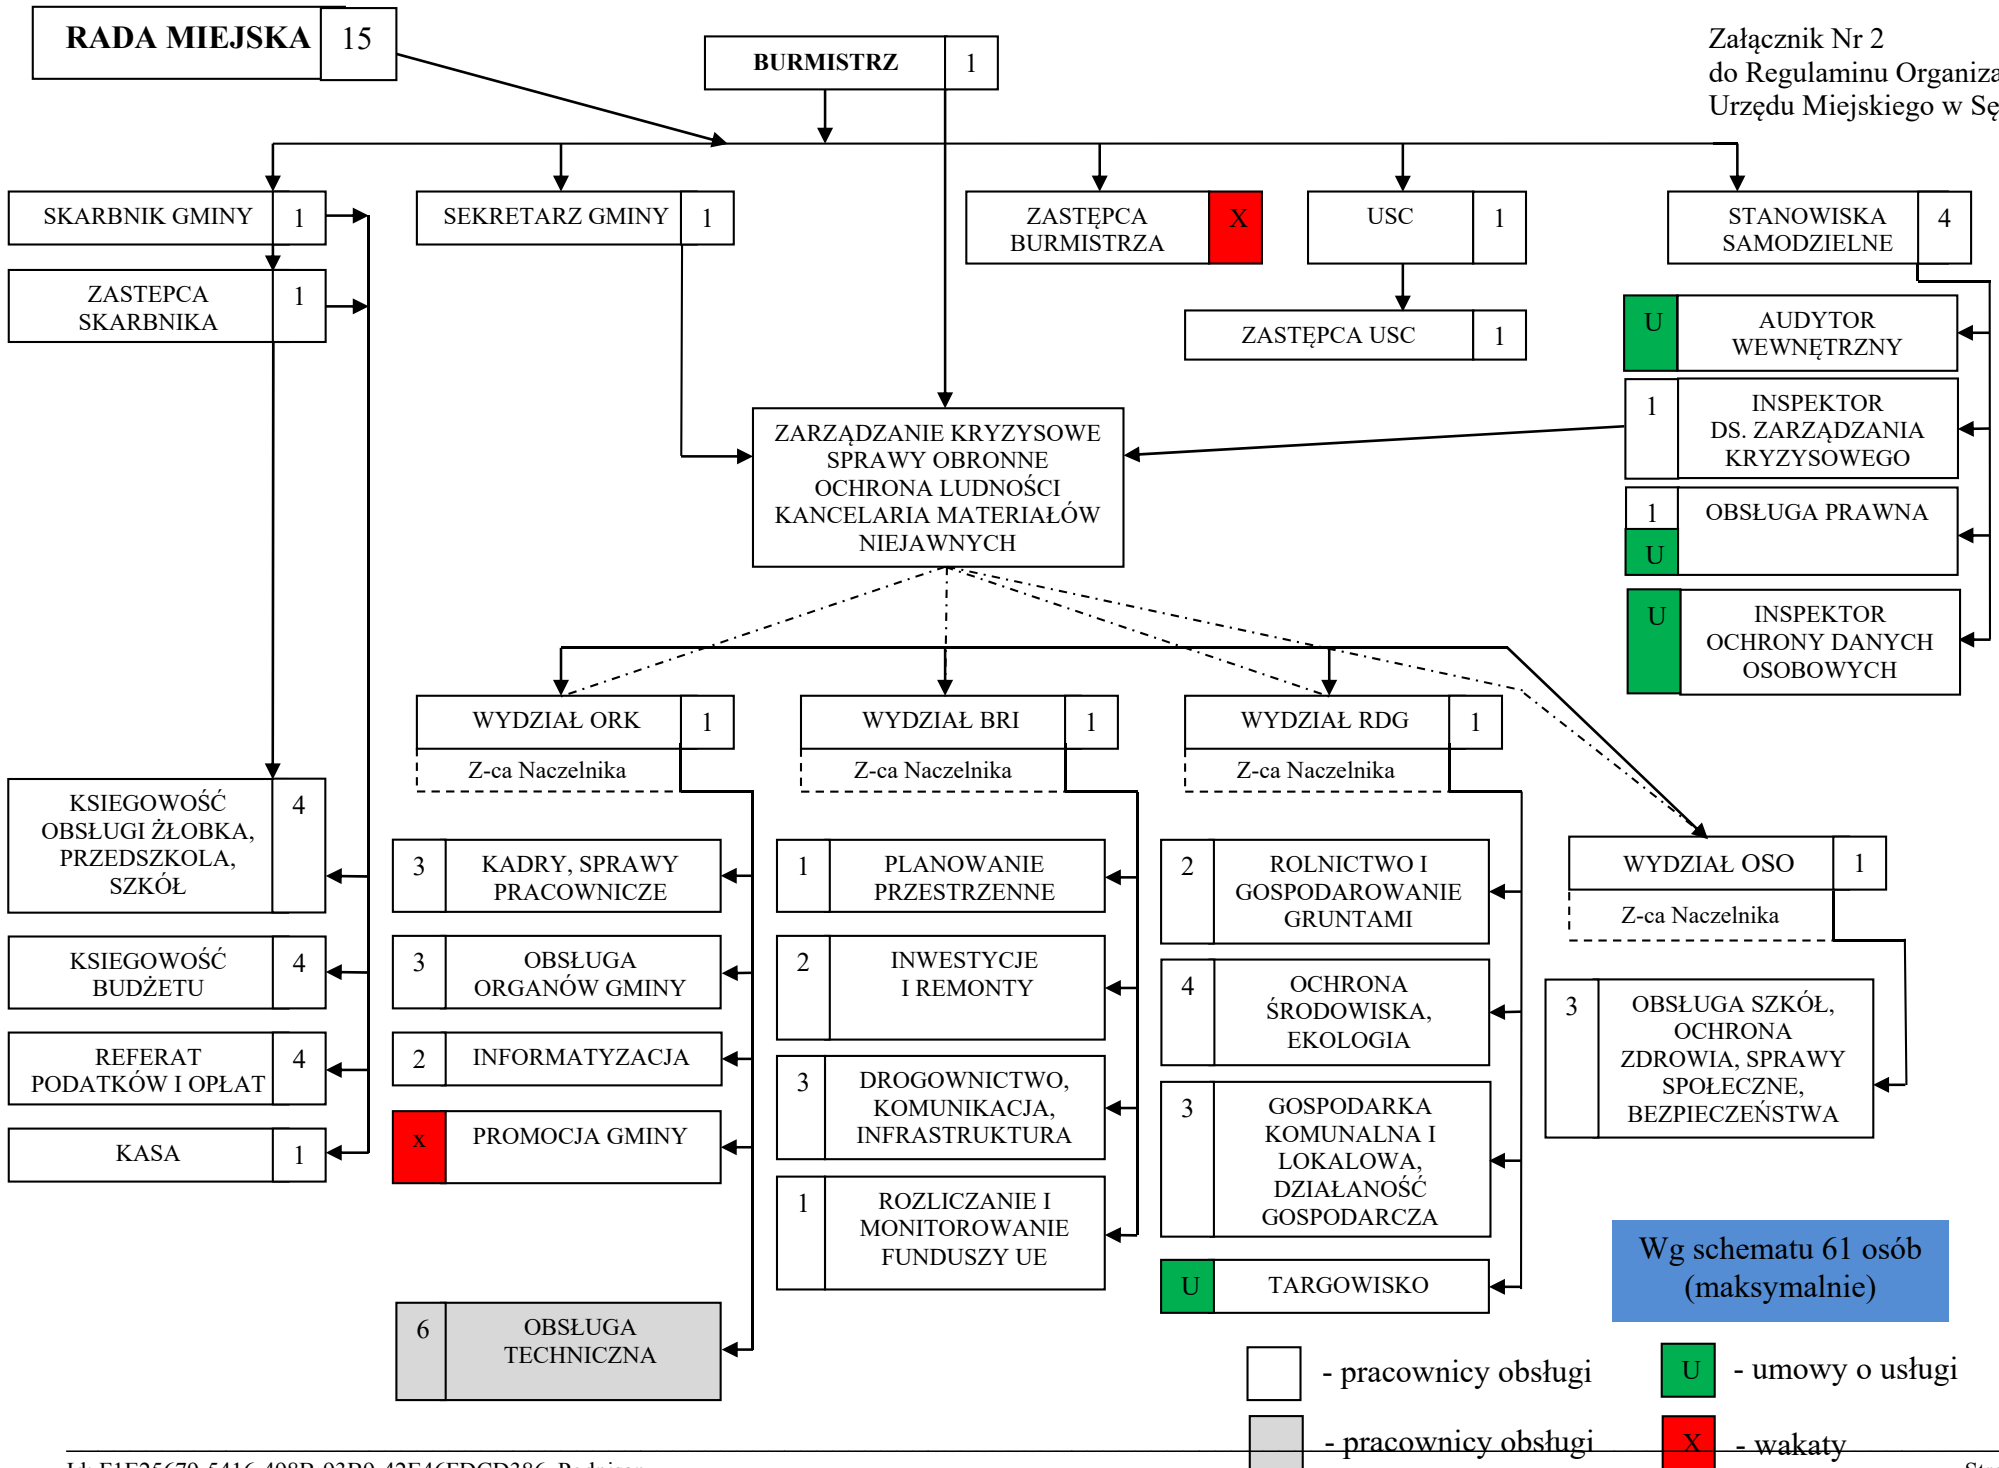 RADA MIEJSKA 15
BURMISTRZ 1
Załącznik Nr 2
do Regulaminu Organiza
Urzędu Miejskiego w Sę
SKARBNIK GMINY 1
SEKRETARZ GMINY 1
ZASTĘPCA
BURMISTRZA
X
USC 1
STANOWISKA
SAMODZIELNE
4
ZASTEPCA
SKARBNIKA
1
ZASTĘPCA USC 1
U
AUDYTOR
WEWNĘTRZNY
1
INSPEKTOR
DS. ZARZĄDZANIA
KRYZYSOWEGO
1
U
OBSŁUGA PRAWNA
U
INSPEKTOR
OCHRONY DANYCH
OSOBOWYCH
ZARZĄDZANIE KRYZYSOWE
SPRAWY OBRONNE
OCHRONA LUDNOŚCI
KANCELARIA MATERIAŁÓW
NIEJAWNYCH
WYDZIAŁ ORK 1
Z-ca Naczelnika
WYDZIAŁ BRI 1
Z-ca Naczelnika
WYDZIAŁ RDG 1
Z-ca Naczelnika
WYDZIAŁ OSO 1
Z-ca Naczelnika
KSIEGOWOŚĆ
OBSŁUGI ŻŁOBKA,
PRZEDSZKOLA,
SZKÓŁ
4
KSIEGOWOŚĆ
BUDŻETU
4
REFERAT
PODATKÓW I OPŁAT
4
KASA 1
3
KADRY, SPRAWY
PRACOWNICZE
3
OBSŁUGA
ORGANÓW GMINY
2 INFORMATYZACJA
x PROMOCJA GMINY
6
OBSŁUGA
TECHNICZNA
1
PLANOWANIE
PRZESTRZENNE
2
INWESTYCJE
I REMONTY
3
DROGOWNICTWO,
KOMUNIKACJA,
INFRASTRUKTURA
1
ROZLICZANIE I
MONITOROWANIE
FUNDUSZY UE
2
ROLNICTWO I
GOSPODAROWANIE
GRUNTAMI
4
OCHRONA
ŚRODOWISKA,
EKOLOGIA
3
GOSPODARKA
KOMUNALNA I
LOKALOWA,
DZIAŁANOŚĆ
GOSPODARCZA
U TARGOWISKO
3
OBSŁUGA SZKÓŁ,
OCHRONA
ZDROWIA, SPRAWY
SPOŁECZNE,
BEZPIECZEŃSTWA
Wg schematu 61 osób
(maksymalnie)
- pracownicy obsługi
U - umowy o usługi
- pracownicy obsługi
X - wakaty